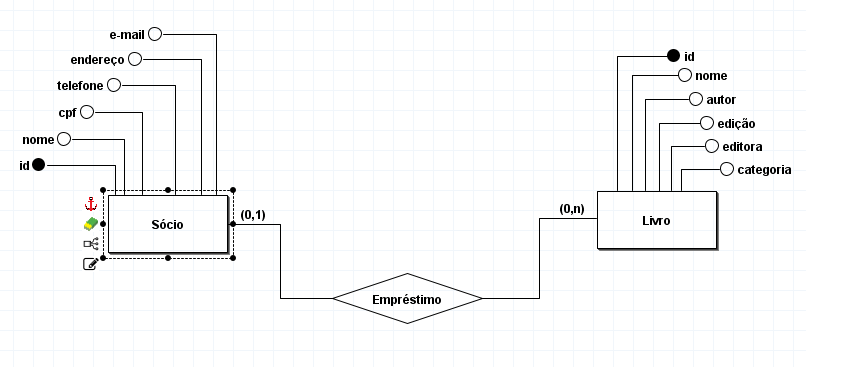 e-mail
endereço
telefone
cpf
nome
id
Sócio
(0,1)
Empréstimo
(0,n)
Livro
id
nome
autor
edição
editora
categoria